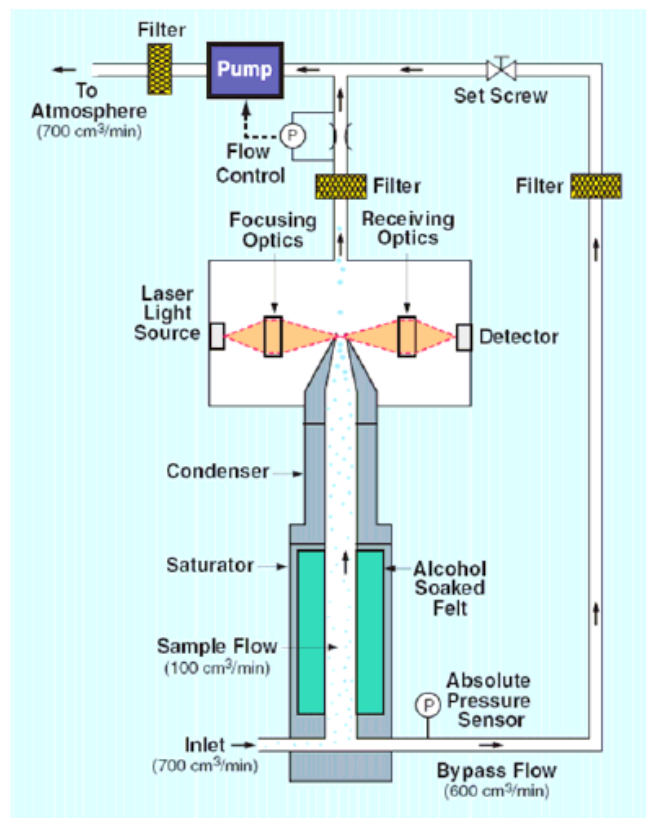 Filter
Pump
To
Atmosphere
(700 cm³/min)
Set Screw
P
Flow
Control
Filter
Filter
Focusing
Optics
Receiving
Optics
Laser
Light
Source
Detector
Condenser
Saturator
Alcohol
Soaked
Felt
Sample Flow
(100 cm³/min)
Absolute
P Pressure
Sensor
Inlet
(700 cm³/min)
Bypass Flow
(600 cm³/min)